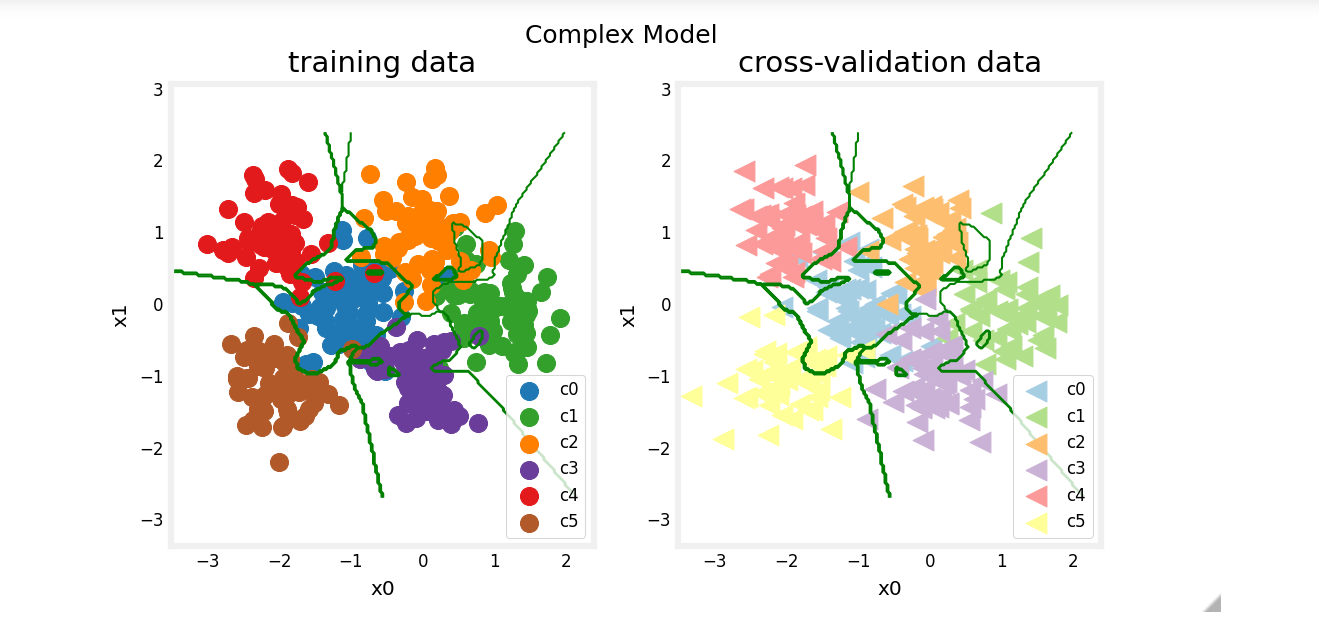 Complex Model
training data
cross-validation data
3
2
1
0
−1
−2
−3
x1
−3 −2 −1 0 1 2
x0
c0
c1
c2
c3
c4
c5
3
2
1
0
−1
−2
−3
x1
−3 −2 −1 0 1 2
x0
c0
c1
c2
c3
c4
c5